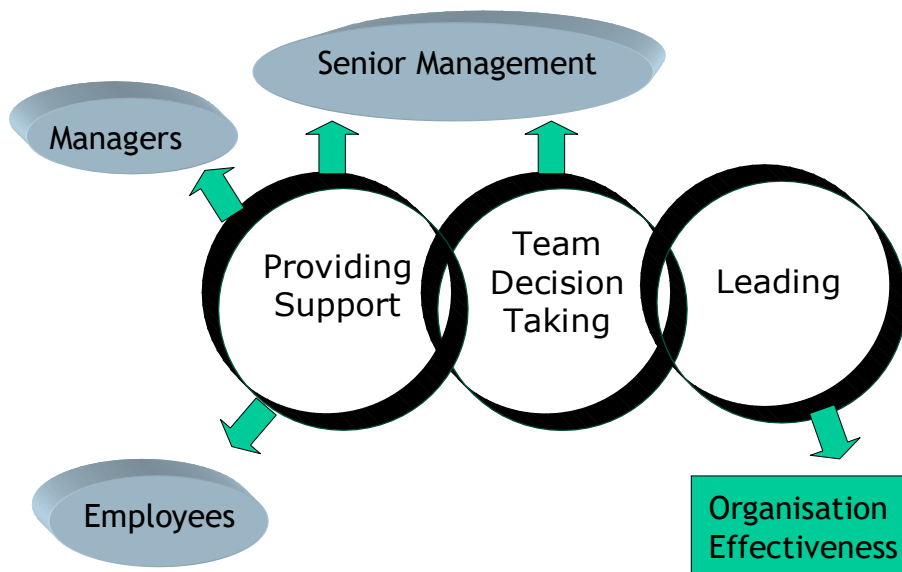 Senior Management
Managers
Providing
Support
Team
Decision
Taking
Leading
Employees
Organisation
Effectiveness